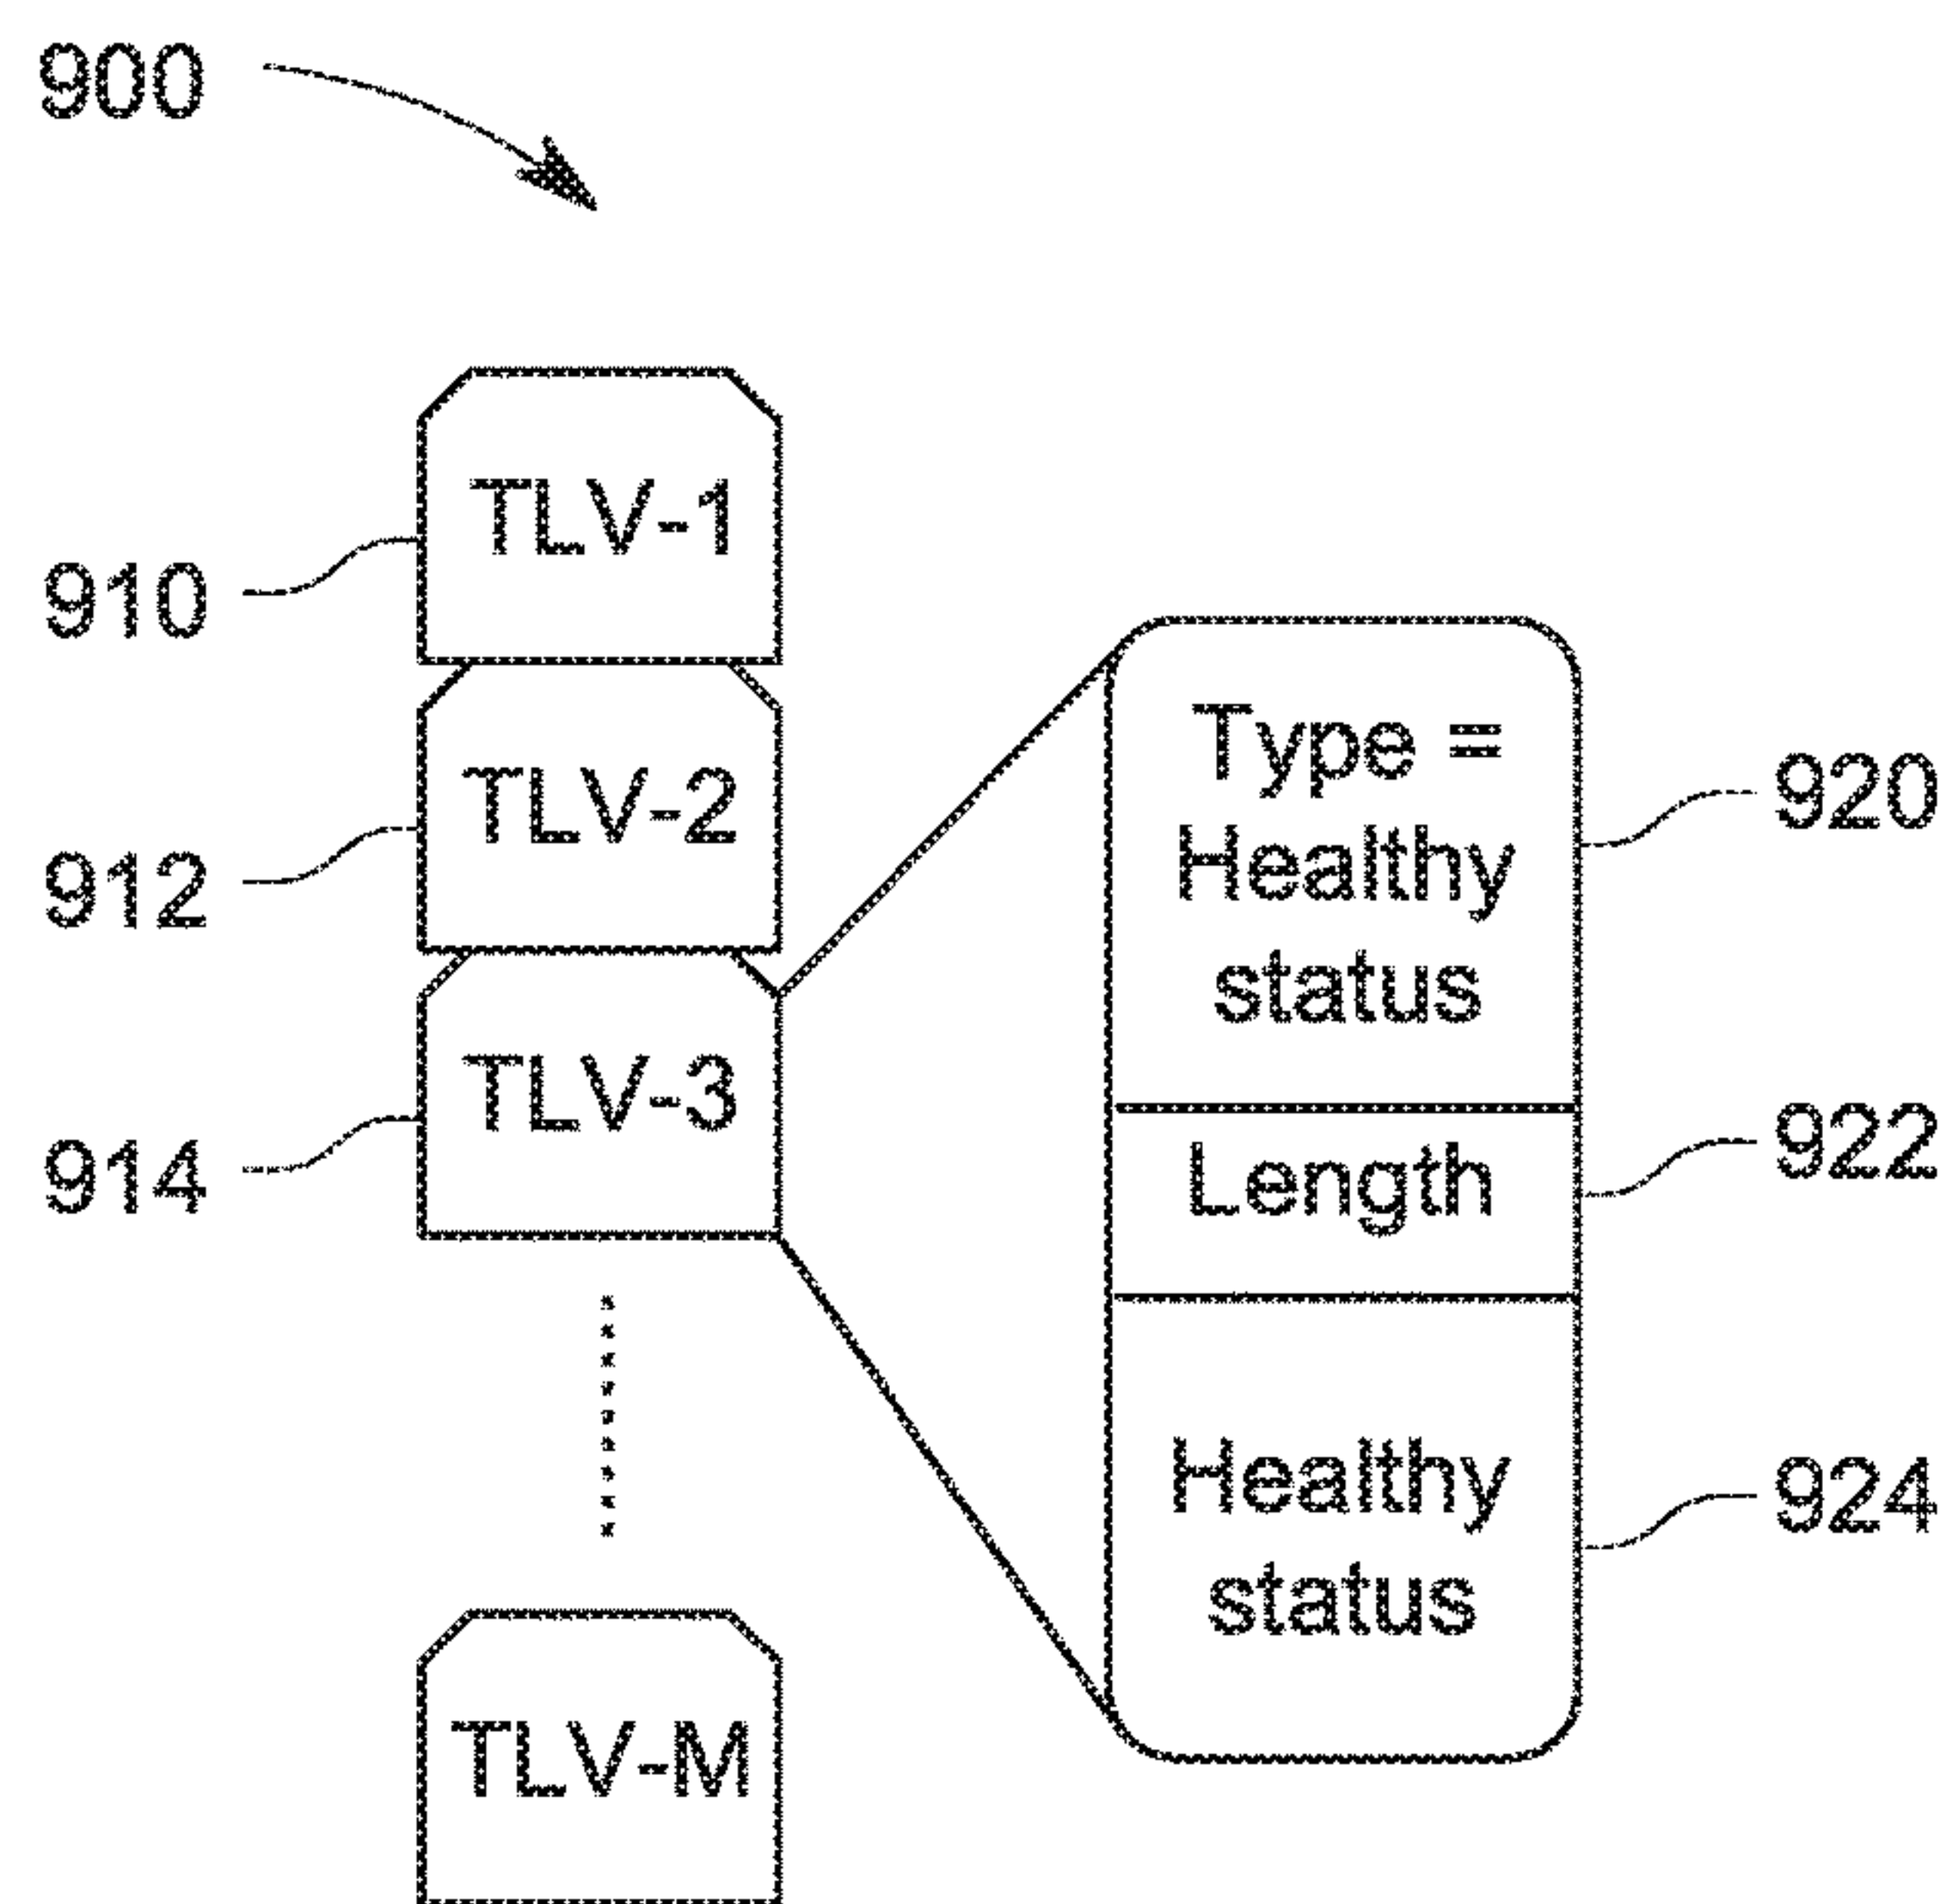 900
TLV-1
910
TLV-2
912
TLV-3
914
TLV-M
Type =
Healthy
status
920
Length
922
Healthy
status
924